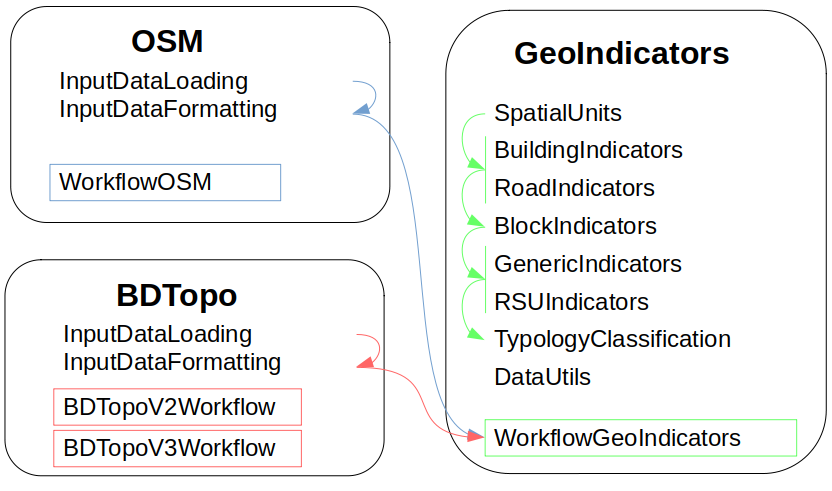 OSM
InputDataLoading
InputDataFormatting
WorkflowOSM
BDTopo
InputDataLoading
InputDataFormatting
BDTopoV2Workflow
BDTopoV3Workflow
GeoIndicators
SpatialUnits
BuildingIndicators
RoadIndicators
BlockIndicators
GenericIndicators
RSUIndicators
TypologyClassification
DataUtils
WorkflowGeoIndicators